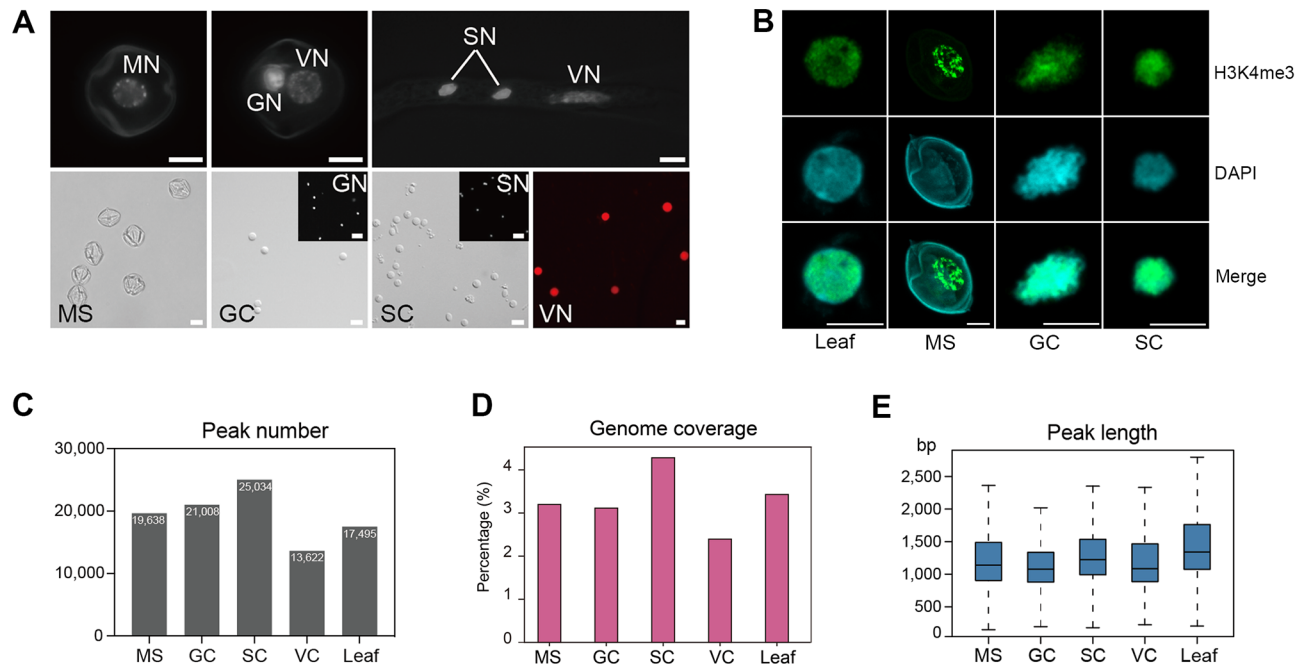 A
MN
VN
GN
SN
VN
MS
GN
GC
SN
SC
VN
B
H3K4me3
DAPI
Merge
Leaf MS GC SC
C
Peak number
30,000
20,000
10,000
0
19,638
21,008
25,034
13,622
17,495
MS GC SC VC Leaf
D
Genome coverage
Percentage (%)
4
3
2
4
0
MS GC SC VC Leaf
E
Peak length
bp
2,500
2,000
1,500
1,000
500
0
MS GC SC VC Leaf